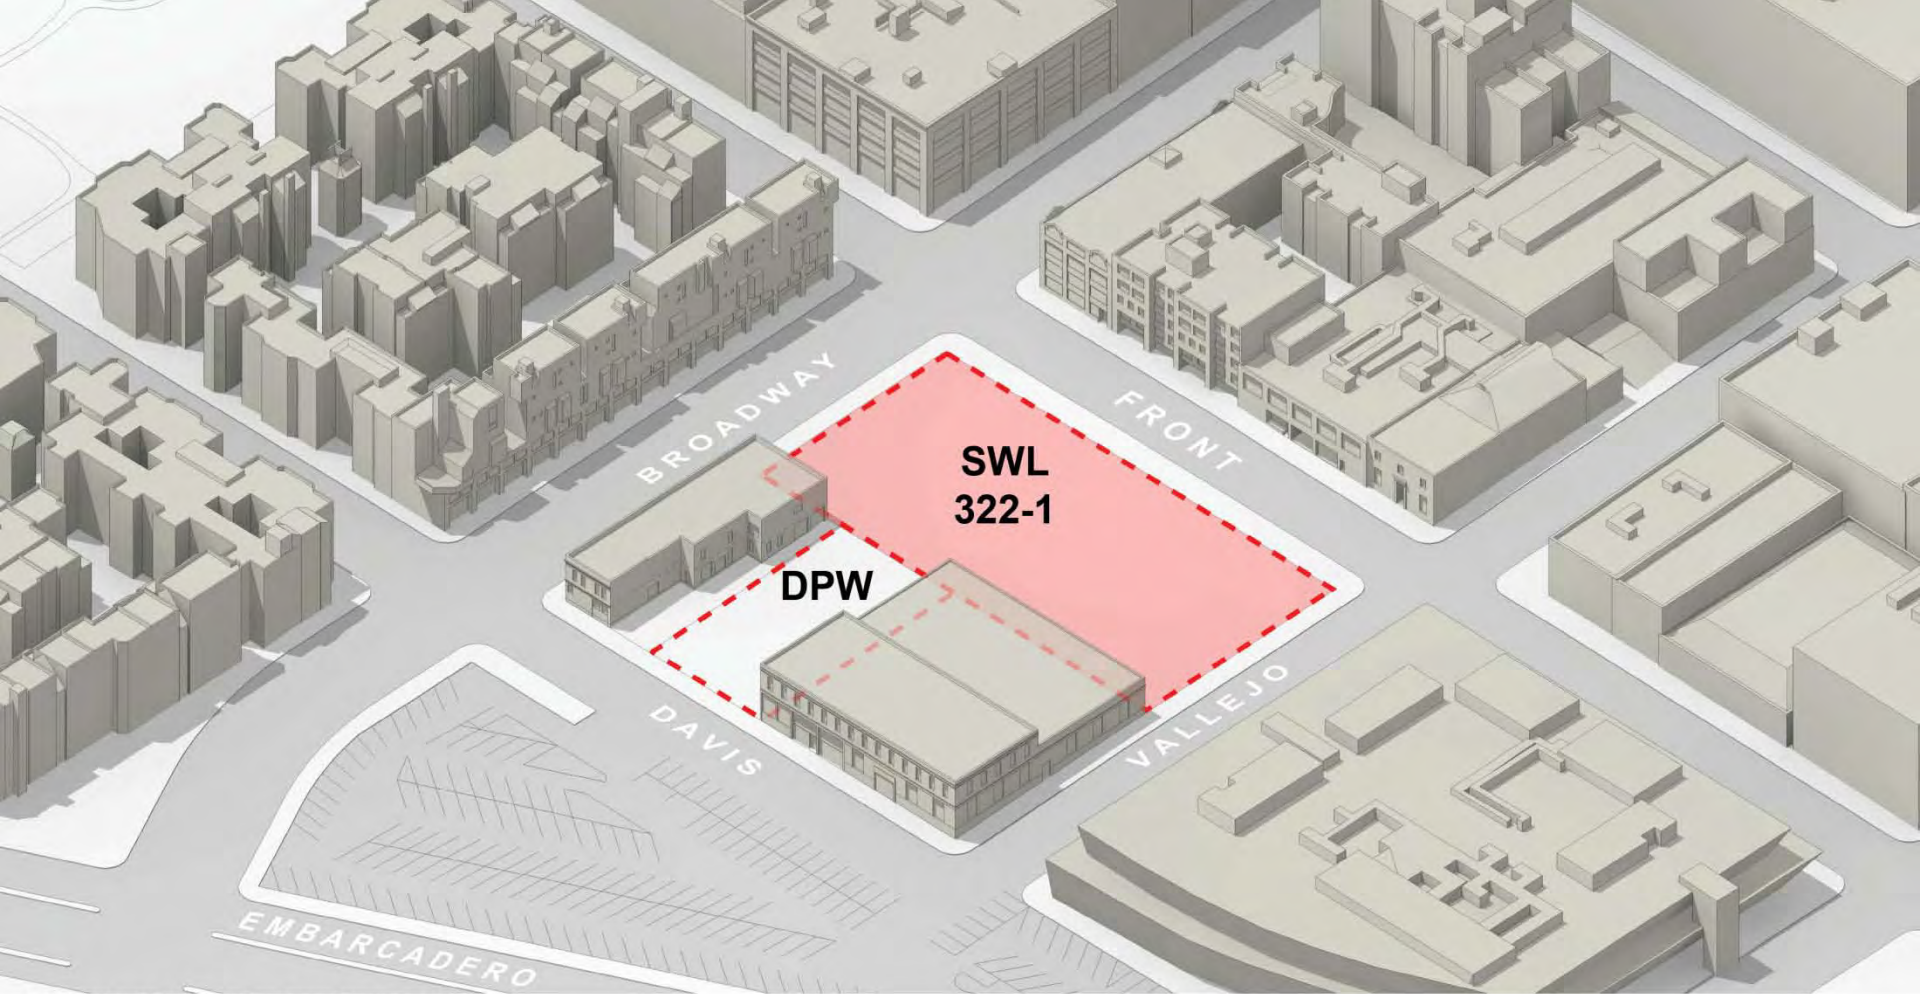 BROADWAY
FRONT
SWL
322-1
DPW
DAVIS
VALLEJO
EMBARCADERO